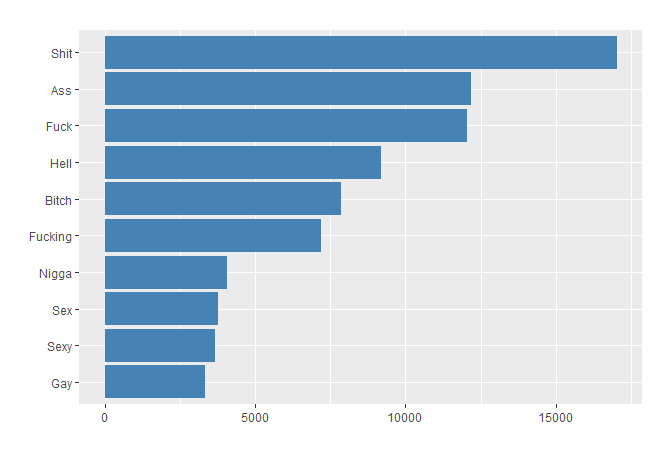 Shit
Ass
Fuck
Hell
Bitch
Fucking
Nigga
Sex
Sexy
Gay
0 5000 10000 15000